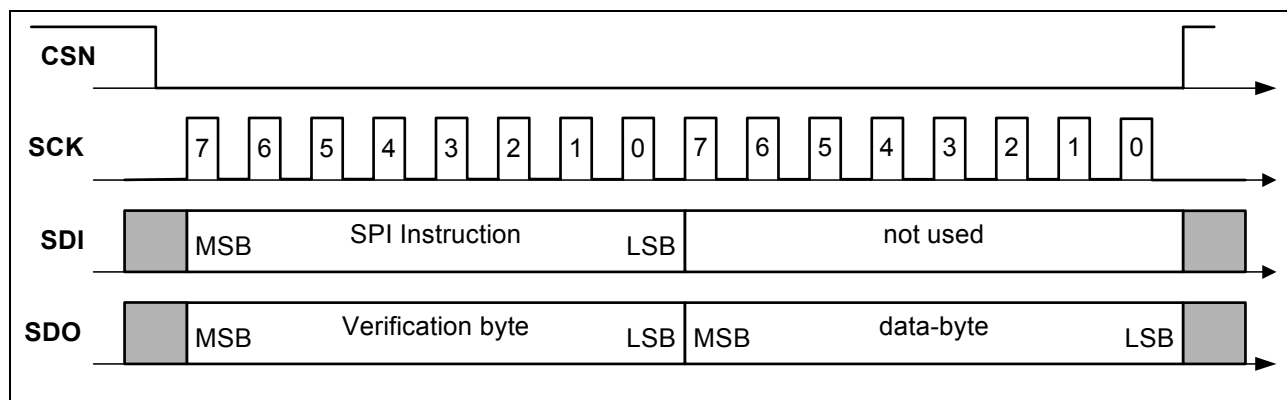 CSN
SCK 7 6 5 4 3 2 1 0 7 6 5 4 3 2 1 0
SDI MSB SPI Instruction LSB not used
SDO MSB Verification byte LSB MSB data-byte LSB